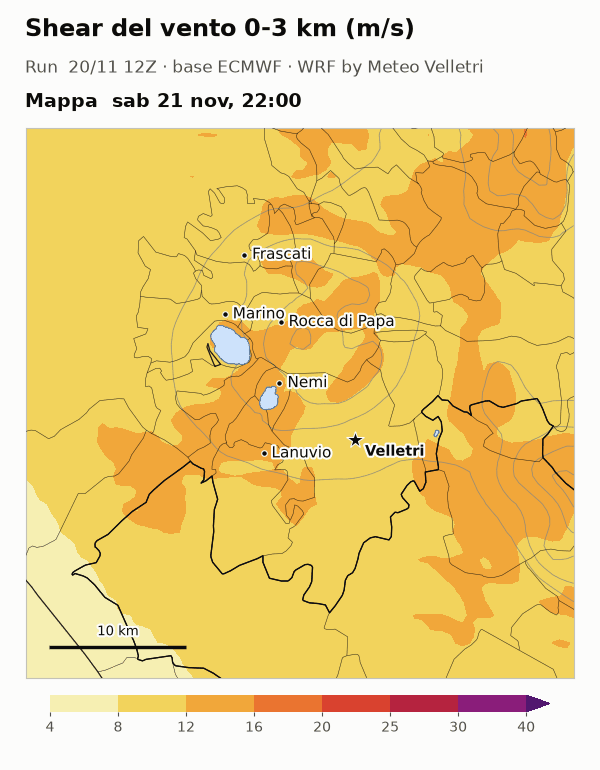 Shear del vento 0-3 km (m/s)
Run 20/11 12Z · base ECMWF · WRF by Meteo Velletri
Mappa sab 21 nov, 22:00
Frascati
Marino
Rocca di Papa
Nemi
Velletri
Lanuvio
10 km
4 8 12 16 20 25 30 40